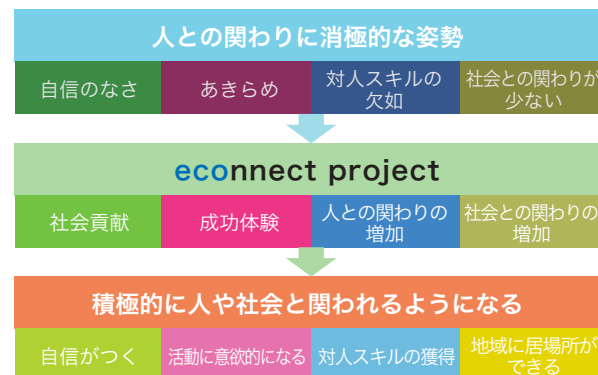 人との関わりに消極的な姿勢
自信のなさ
あきらめ
対人スキルの
欠如
社会との関わりが
少ない
econnect project
社会貢献
成功体験
人との関わりの
増加
社会との関わりの
増加
積極的に人や社会と関われるようになる
自信がつく
活動に意欲的になる
対人スキルの獲得
地域に居場所が
できる